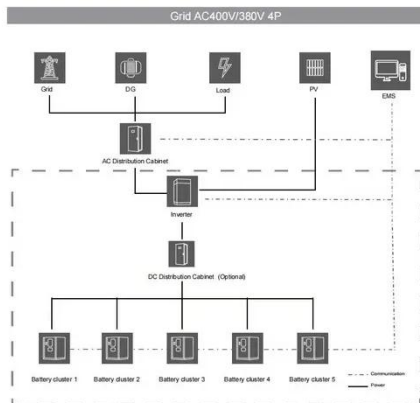 Grid AC400V/380V 4P
Grid
DG
Load
PV
EMS
AC Distribution Cabinet
Inverter
DC Distribution Cabinet (Optional)
Battery cluster 1
Battery cluster 2
Battery cluster 3
Battery cluster 4
Battery cluster 5
Communication
Power